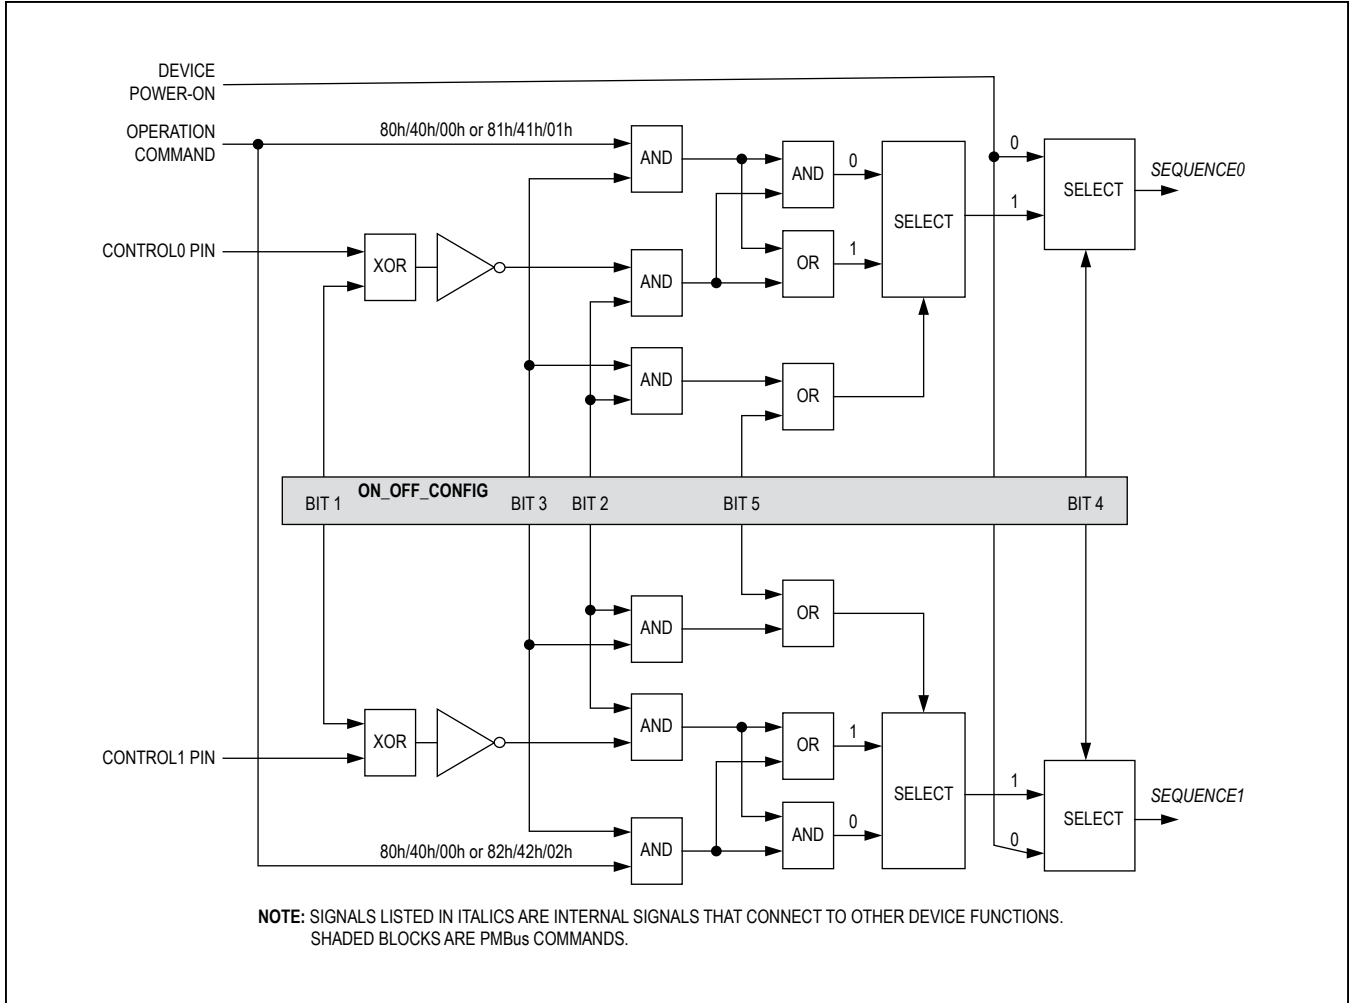 DEVICE
POWER-ON
OPERATION
COMMAND
80h/40h/00h or 81h/41h/01h
AND
AND
0
SELECT
0
SELECT
SEQUENCE0
1
CONTROL0 PIN
XOR
AND
OR
1
AND
OR
ON_OFF_CONFIG
BIT 1
BIT 3
BIT 2
BIT 5
BIT 4
OR
AND
CONTROL1 PIN
XOR
AND
OR
1
SELECT
1
SELECT
SEQUENCE1
0
80h/40h/00h or 82h/42h/02h
AND
AND
0
NOTE: SIGNALS LISTED IN ITALICS ARE INTERNAL SIGNALS THAT CONNECT TO OTHER DEVICE FUNCTIONS.
SHADED BLOCKS ARE PMBus COMMANDS.